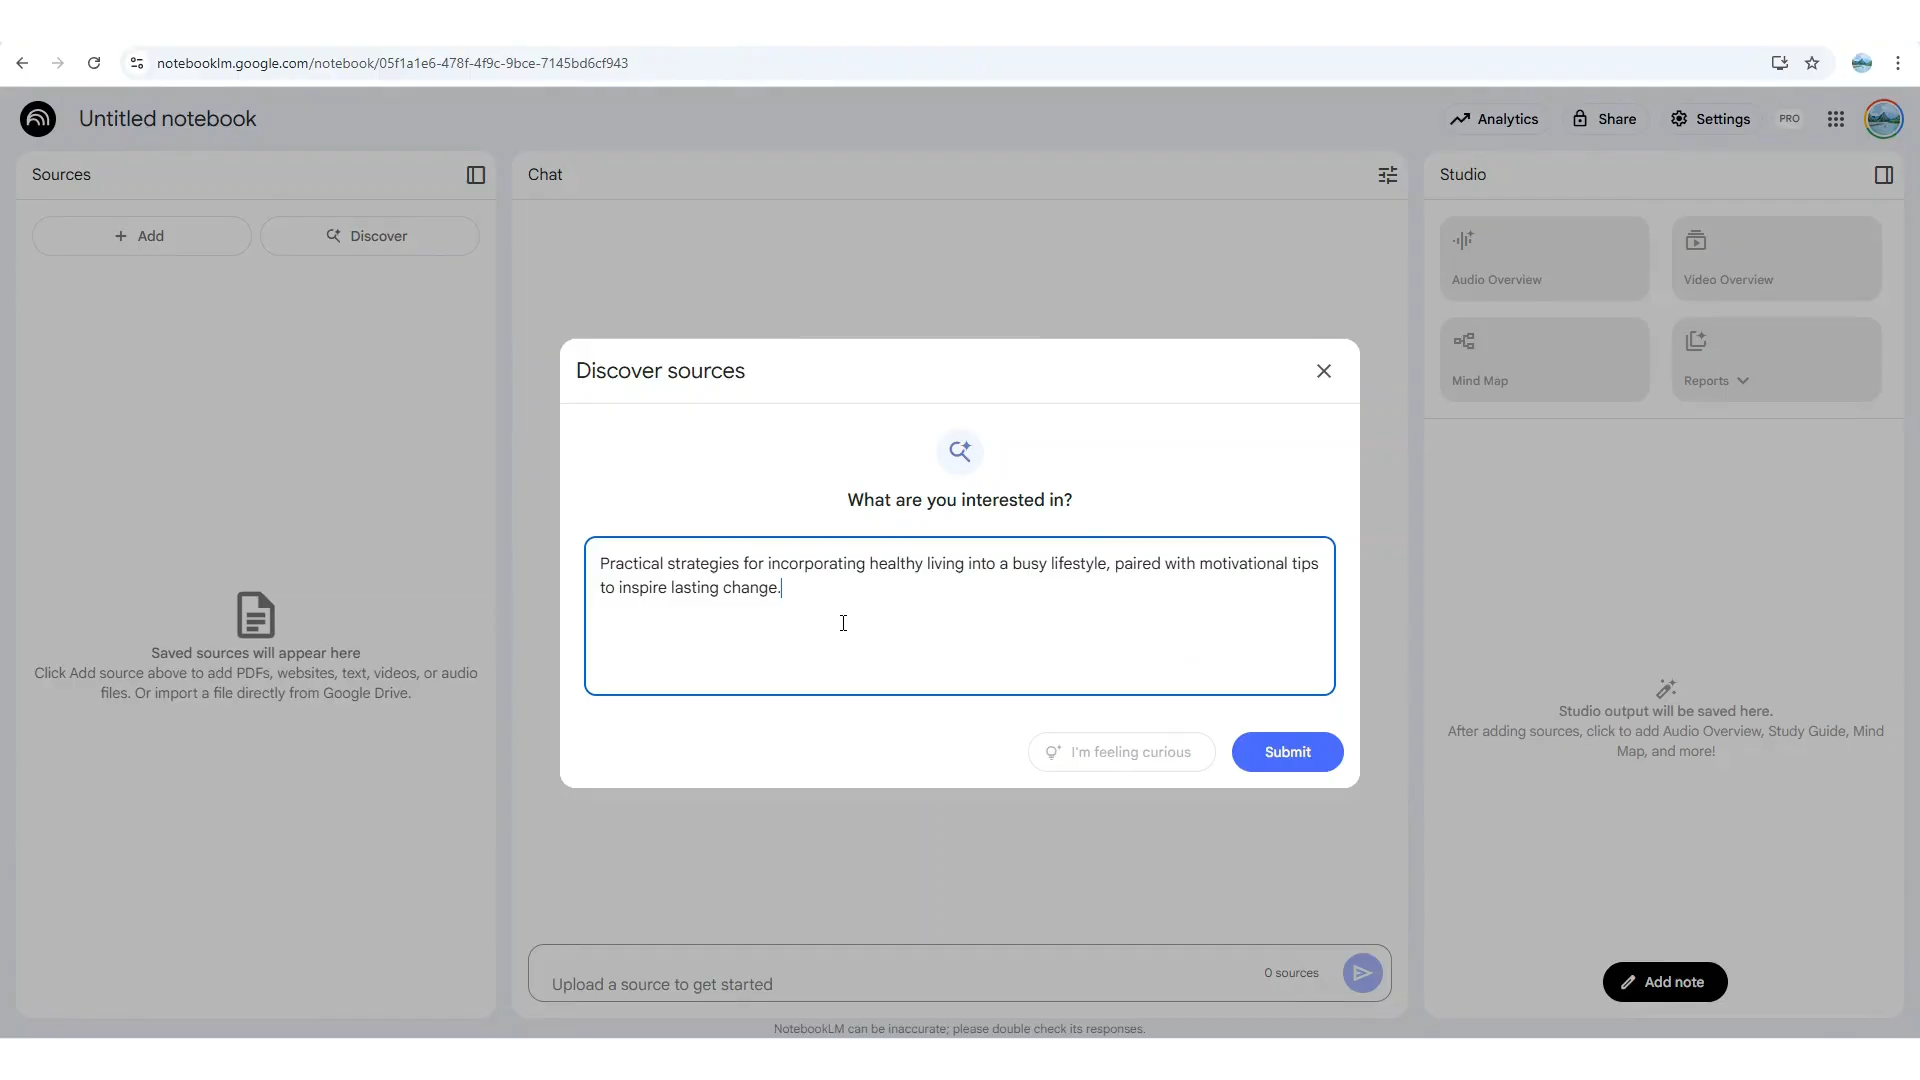 notebooklm.google.com/notebook/05f1a1e6-478f-4f9c-9bce-7145bd6cf943
Untitled notebook
Analytics
Share
Settings
PRO
Sources
Chat
Studio
Add
Discover
Audio Overview
Video Overview
Mind Map
Reports
Discover sources
What are you interested in?
Practical strategies for incorporating healthy living into a busy lifestyle, paired with motivational tips
to inspire lasting change.
I'm feeling curious
Submit
Saved sources will appear here
Click Add source above to add PDFs, websites, text, videos, or audio
files. Or import a file directly from Google Drive.
Studio output will be saved here.
After adding sources, click to add Audio Overview, Study Guide, Mind
Map, and more!
Upload a source to get started
0 sources
Add note
NotebookLM can be inaccurate; please double check its responses.